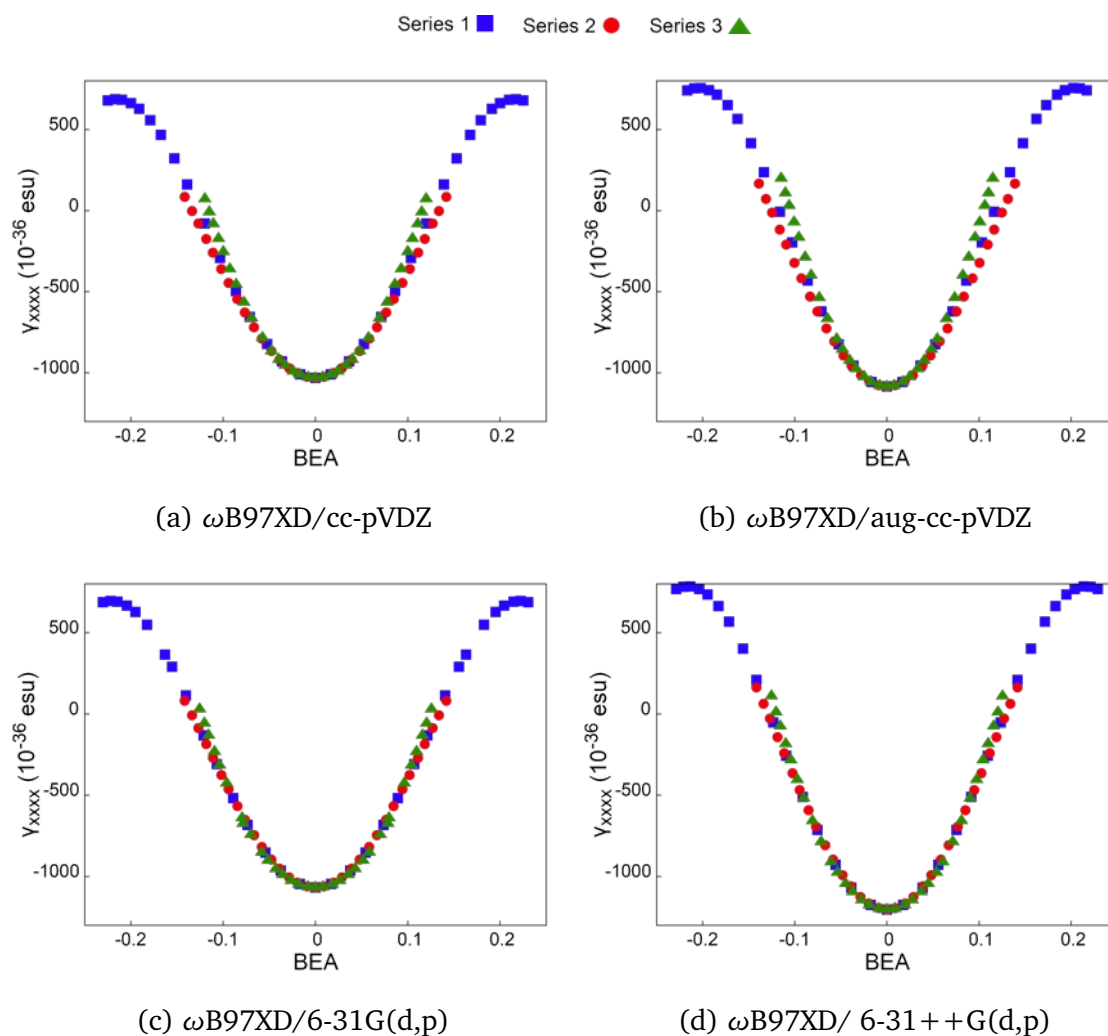 Series 1 Series 2 Series 3
500
0
-500
-1000
γxxxx (10-36 esu)
-0.2 -0.1 0 0.1 0.2
BEA
(a) ωB97XD/cc-pVDZ
500
0
-500
-1000
γxxxx (10-36 esu)
-0.2 -0.1 0 0.1 0.2
BEA
(b) ωB97XD/aug-cc-pVDZ
500
0
-500
-1000
γxxxx (10-36 esu)
-0.2 -0.1 0 0.1 0.2
BEA
(c) ωB97XD/6-31G(d,p)
500
0
-500
-1000
γxxxx (10-36 esu)
-0.2 -0.1 0 0.1 0.2
BEA
(d) ωB97XD/ 6-31++G(d,p)